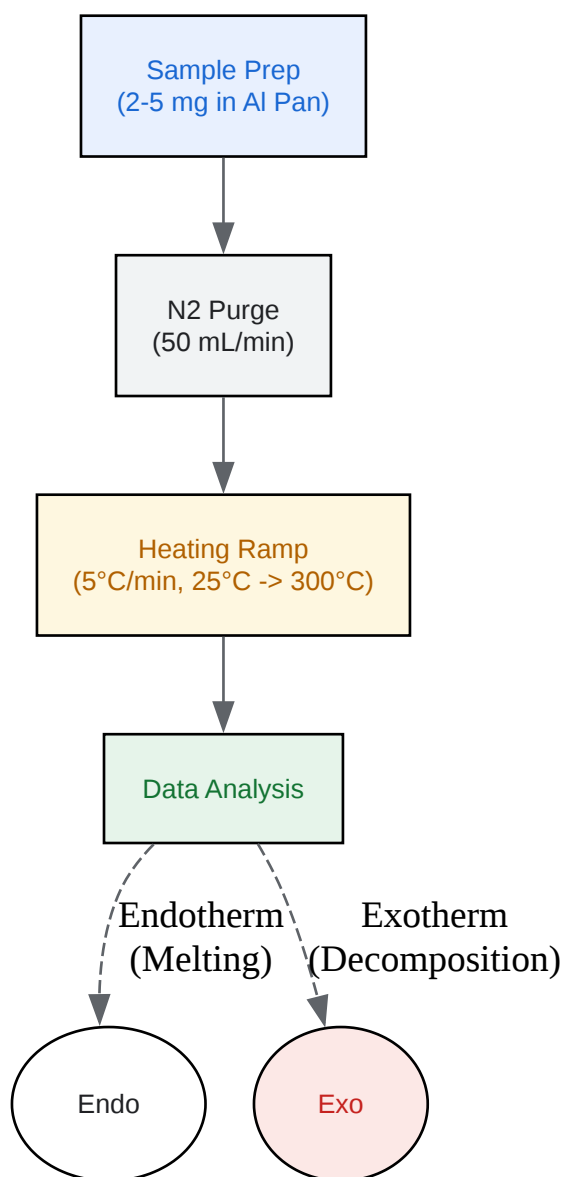 Sample Prep
(2-5 mg in Al Pan)
N2 Purge
(50 mL/min)
Heating Ramp
(5°C/min, 25°C -> 300°C)
Data Analysis
Endotherm
(Melting)
Exotherm
(Decomposition)
Endo
Exo